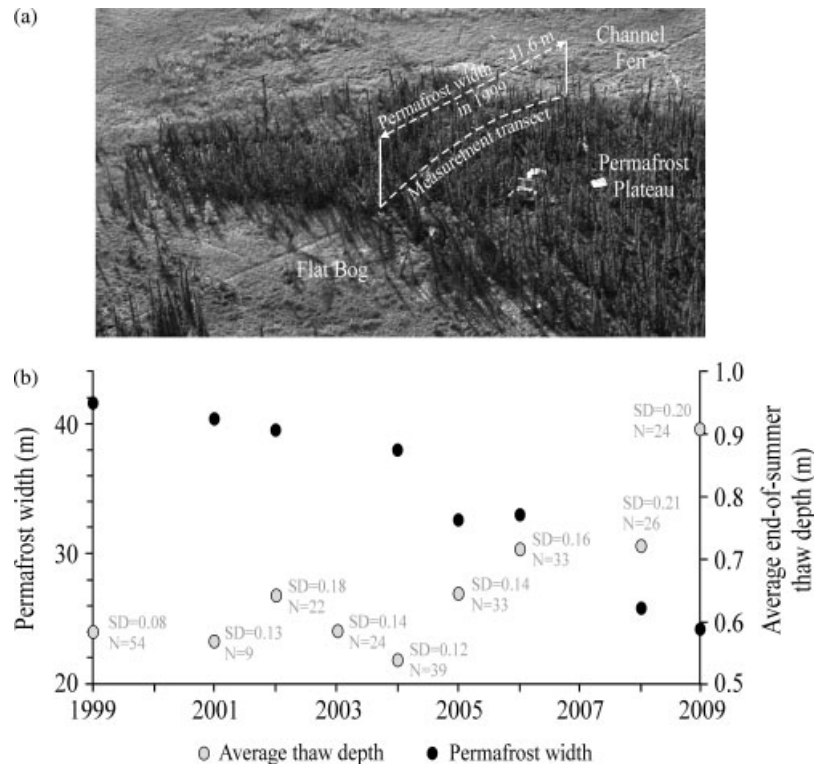 (a)
Channel
Fen
41.6 m
Permafrost width
in 1999
Measurement transect
Permafrost
Plateau
Flat Bog
(b)
Permafrost width (m)
40
30
20
1.0
0.9
0.8
0.7
0.6
0.5
Average end-of-summer
thaw depth (m)
SD=0.08
N=54
SD=0.13
N=9
SD=0.18
N=22
SD=0.14
N=24
SD=0.12
N=39
SD=0.14
N=33
SD=0.16
N=33
SD=0.21
N=26
SD=0.20
N=24
1999
2001
2003
2005
2007
2009
Average thaw depth
Permafrost width